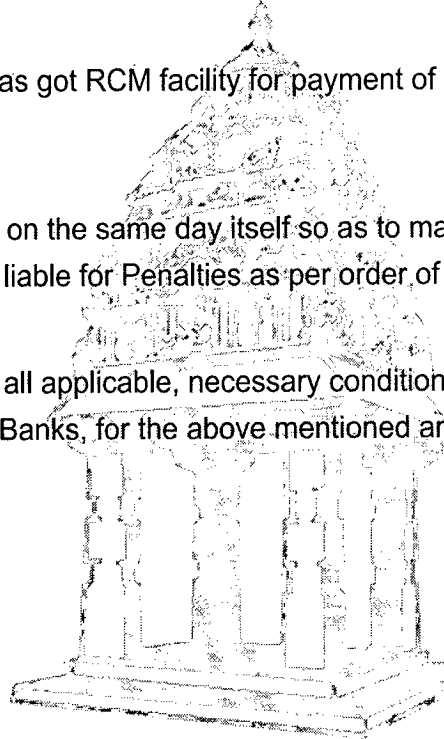 as got RCM facility for payment of
on the same day itself so as to ma
liable for Penalties as per order of
all applicable, necessary condition
Banks, for the above mentioned ar